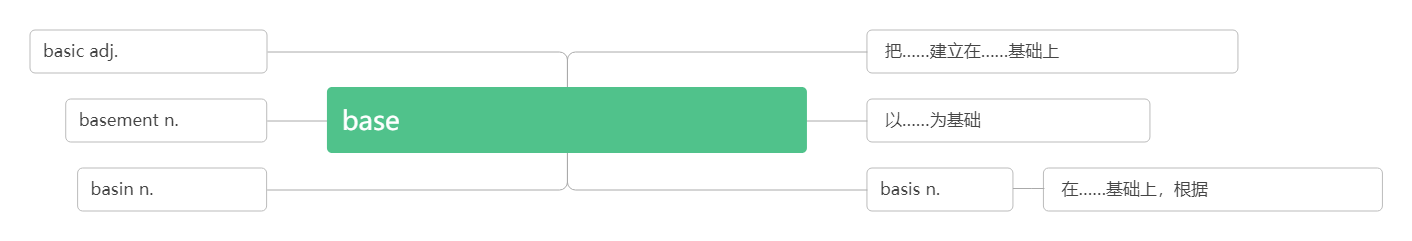 basic adj.
把……建立在……基础上
base
basement n.
以……为基础
basin n.
basis n.
在……基础上，根据